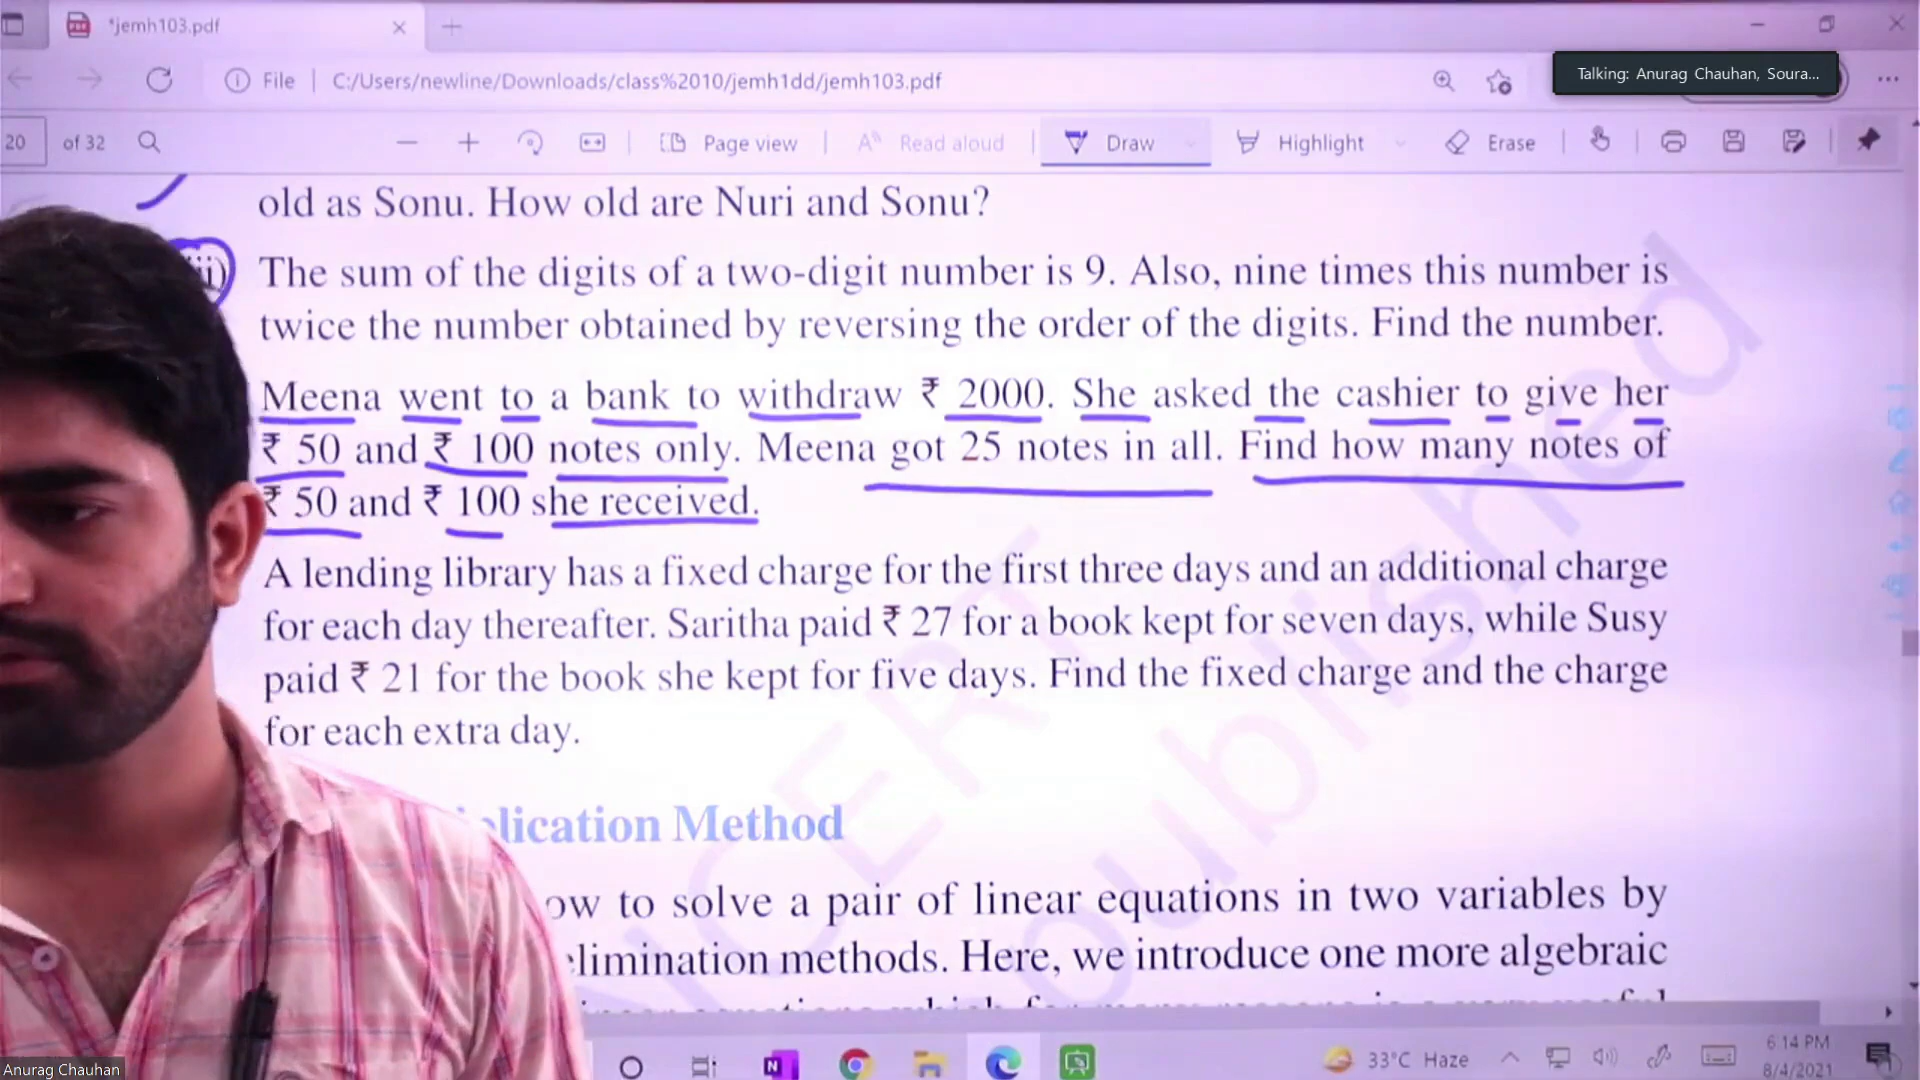 *jemh103.pdf
File | C:/Users/newline/Downloads/class%2010/jemh1dd/jemh103.pdf
Talking: Anurag Chauhan, Soura...
20 of 32
Page view
Read aloud
Draw
Highlight
Erase
old as Sonu. How old are Nuri and Sonu?
The sum of the digits of a two-digit number is 9. Also, nine times this number is
twice the number obtained by reversing the order of the digits. Find the number.
Meena went to a bank to withdraw ₹ 2000. She asked the cashier to give her
₹ 50 and ₹ 100 notes only. Meena got 25 notes in all. Find how many notes of
₹ 50 and ₹ 100 she received.
A lending library has a fixed charge for the first three days and an additional charge
for each day thereafter. Saritha paid ₹ 27 for a book kept for seven days, while Susy
paid ₹ 21 for the book she kept for five days. Find the fixed charge and the charge
for each extra day.
lication Method
ow to solve a pair of linear equations in two variables by
limination methods. Here, we introduce one more algebraic
NCERT
published
33°C Haze
6:14 PM
8/4/2021
Anurag Chauhan